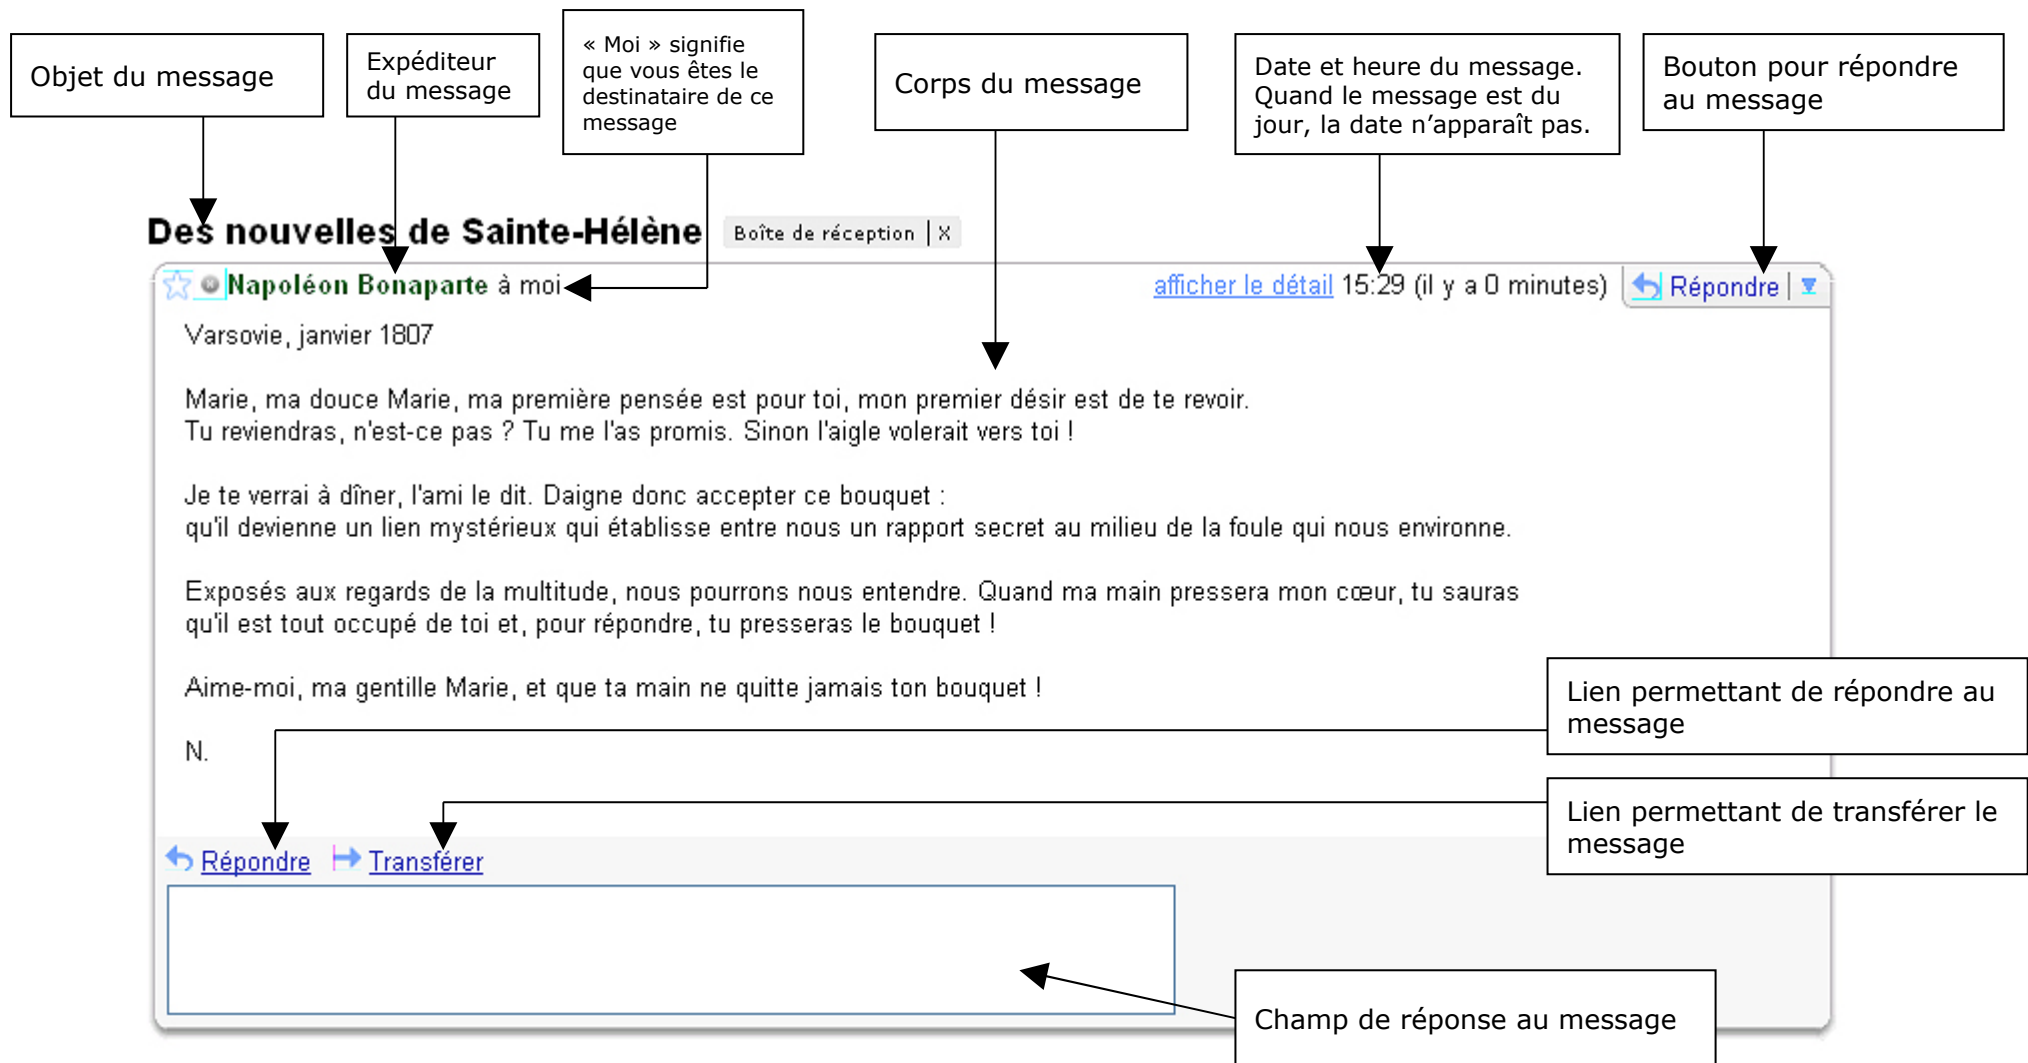 Objet du message
Expéditeur
du message
« Moi » signifie
que vous êtes le
destinataire de ce
message
Corps du message
Date et heure du message.
Quand le message est du
jour, la date n’apparaît pas.
Bouton pour répondre
au message
Des nouvelles de Sainte-Hélène
Boîte de réception | X
Napoléon Bonaparte à moi
afficher le détail 15:29 (il y a 0 minutes)
Répondre
Varsovie, janvier 1807
Marie, ma douce Marie, ma première pensée est pour toi, mon premier désir est de te revoir.
Tu reviendras, n'est-ce pas ? Tu me l'as promis. Sinon l'aigle volerait vers toi !
Je te verrai à dîner, l'ami le dit. Daigne donc accepter ce bouquet :
qu'il devienne un lien mystérieux qui établisse entre nous un rapport secret au milieu de la foule qui nous environne.
Exposés aux regards de la multitude, nous pourrons nous entendre. Quand ma main pressera mon cœur, tu sauras
qu'il est tout occupé de toi et, pour répondre, tu presseras le bouquet !
Aime-moi, ma gentille Marie, et que ta main ne quitte jamais ton bouquet !
N.
Lien permettant de répondre au
message
Lien permettant de transférer le
message
Répondre Transférer
Champ de réponse au message